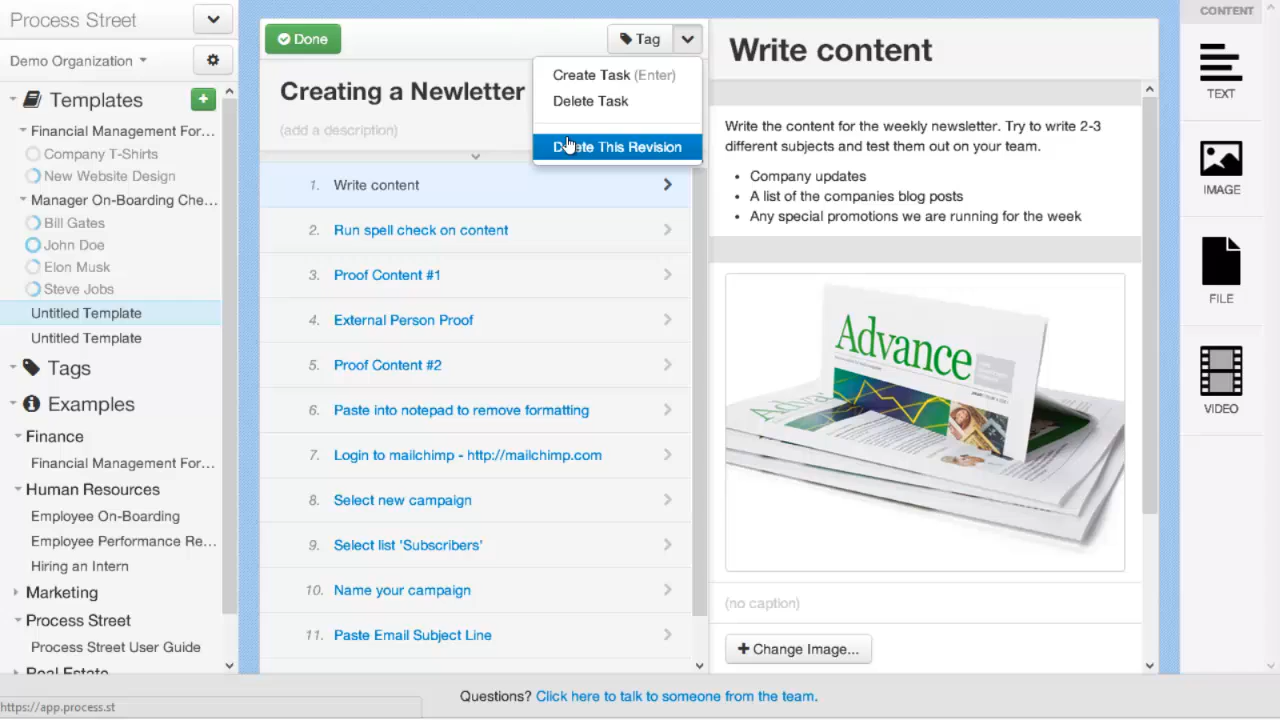 Process Street
Demo Organization
Templates
Financial Management For...
Company T-Shirts
New Website Design
Manager On-Boarding Che...
Bill Gates
John Doe
Elon Musk
Steve Jobs
Untitled Template
Untitled Template
Tags
Examples
Finance
Financial Management For...
Human Resources
Employee On-Boarding
Employee Performance Re...
Hiring an Intern
Marketing
Process Street
Process Street User Guide
Real Estate
https://app.process.st
Done
Tag
Create Task (Enter)
Delete Task
This Revision
Creating a Newletter
(add a description)
1. Write content
2. Run spell check on content
3. Proof Content #1
4. External Person Proof
5. Proof Content #2
6. Paste into notepad to remove formatting
7. Login to mailchimp - http://mailchimp.com
8. Select new campaign
9. Select list 'Subscribers'
10. Name your campaign
11. Paste Email Subject Line
Write content
Write the content for the weekly newsletter. Try to write 2-3
different subjects and test them out on your team.
• Company updates
• A list of the companies blog posts
• Any special promotions we are running for the week
Advance
(no caption)
Change Image...
CONTENT
TEXT
IMAGE
FILE
VIDEO
Questions? Click here to talk to someone from the team.